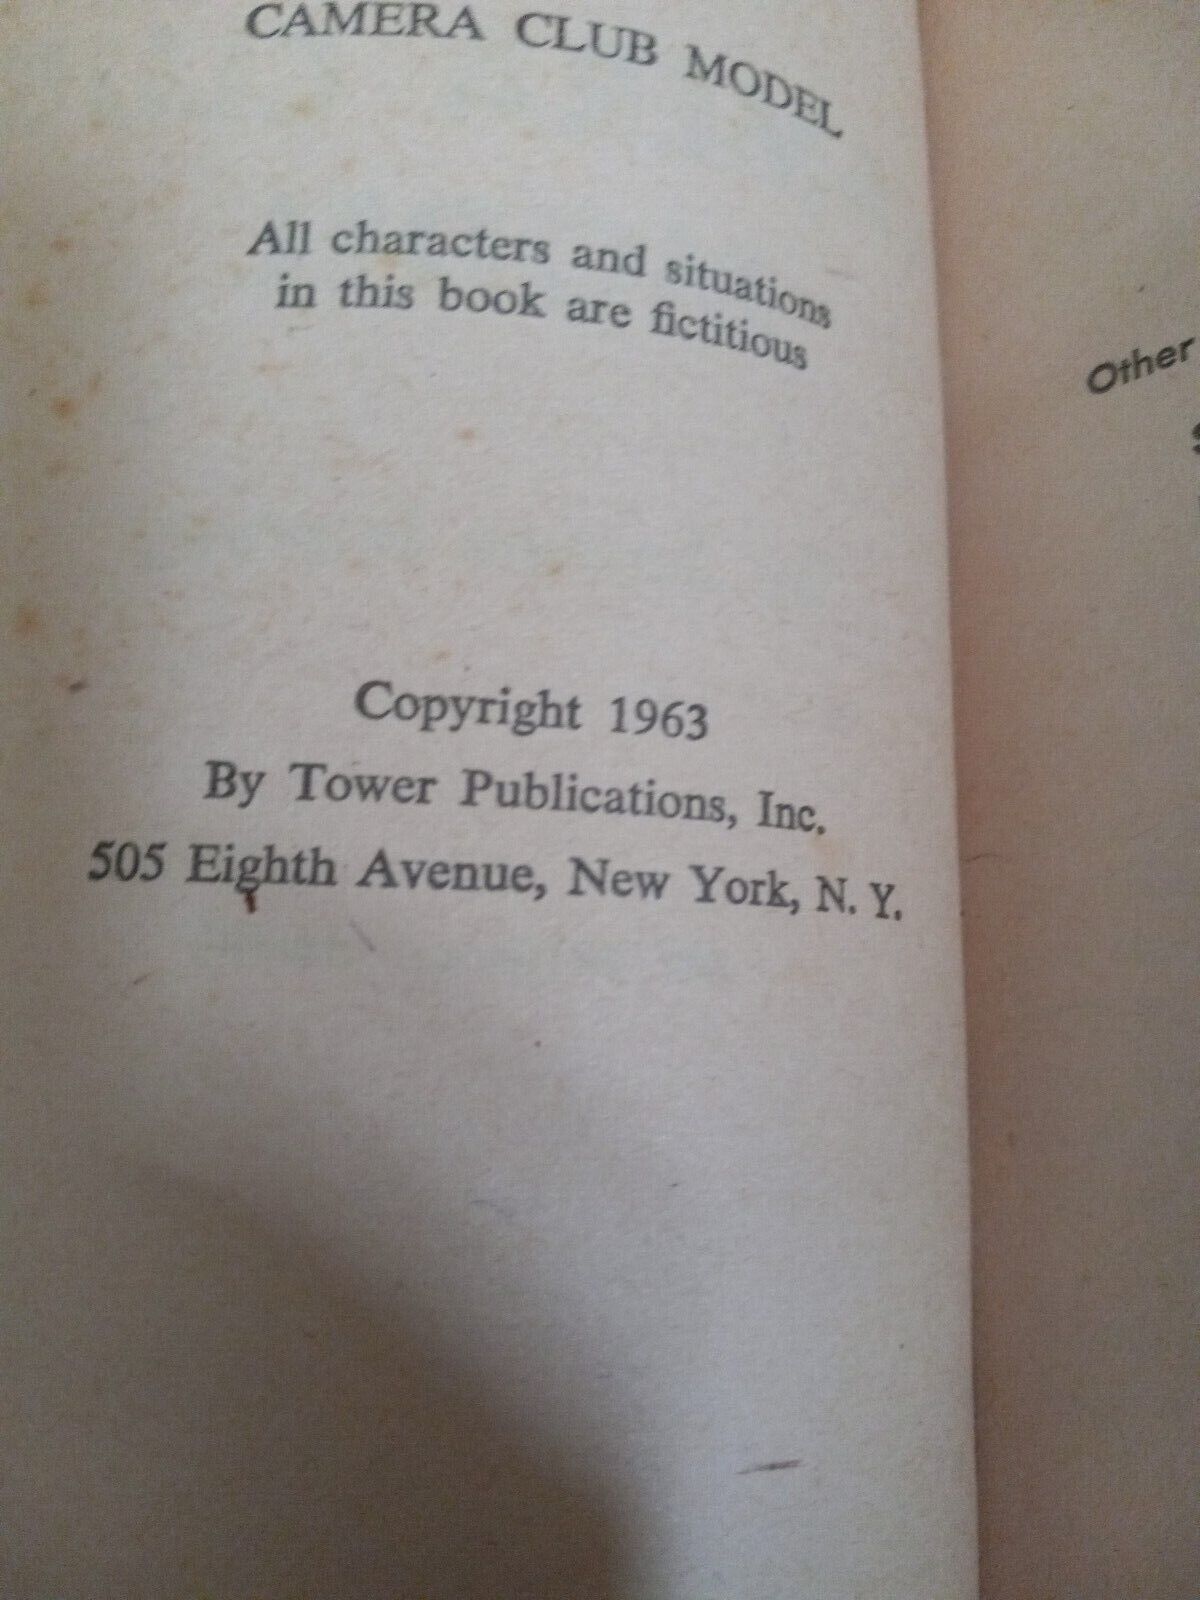 CAMERA CLUB MODEL
All characters and situations
in this book are fictitious
Copyright 1963
By Tower Publications, Inc.
505 Eighth Avenue, New York, N. Y.
Other